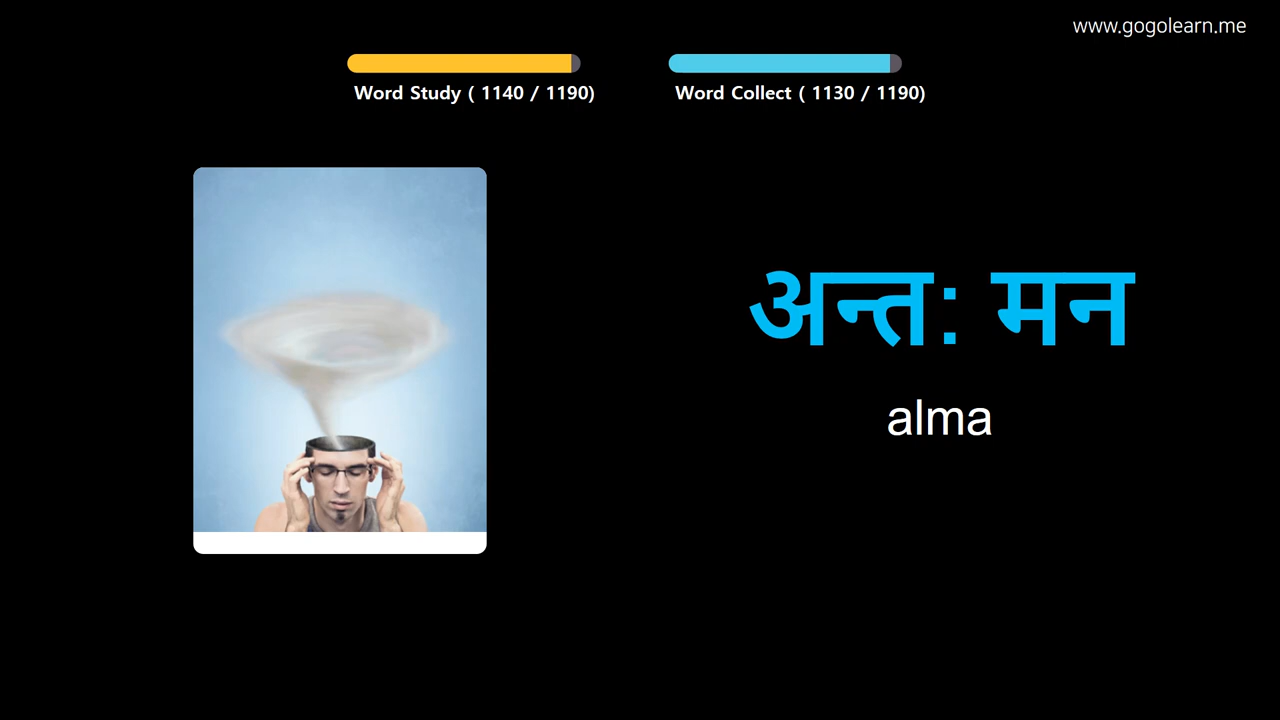 www.gogolearn.me
Word Study ( 1140 / 1190)
Word Collect ( 1130 / 1190)
अन्त: मन
alma